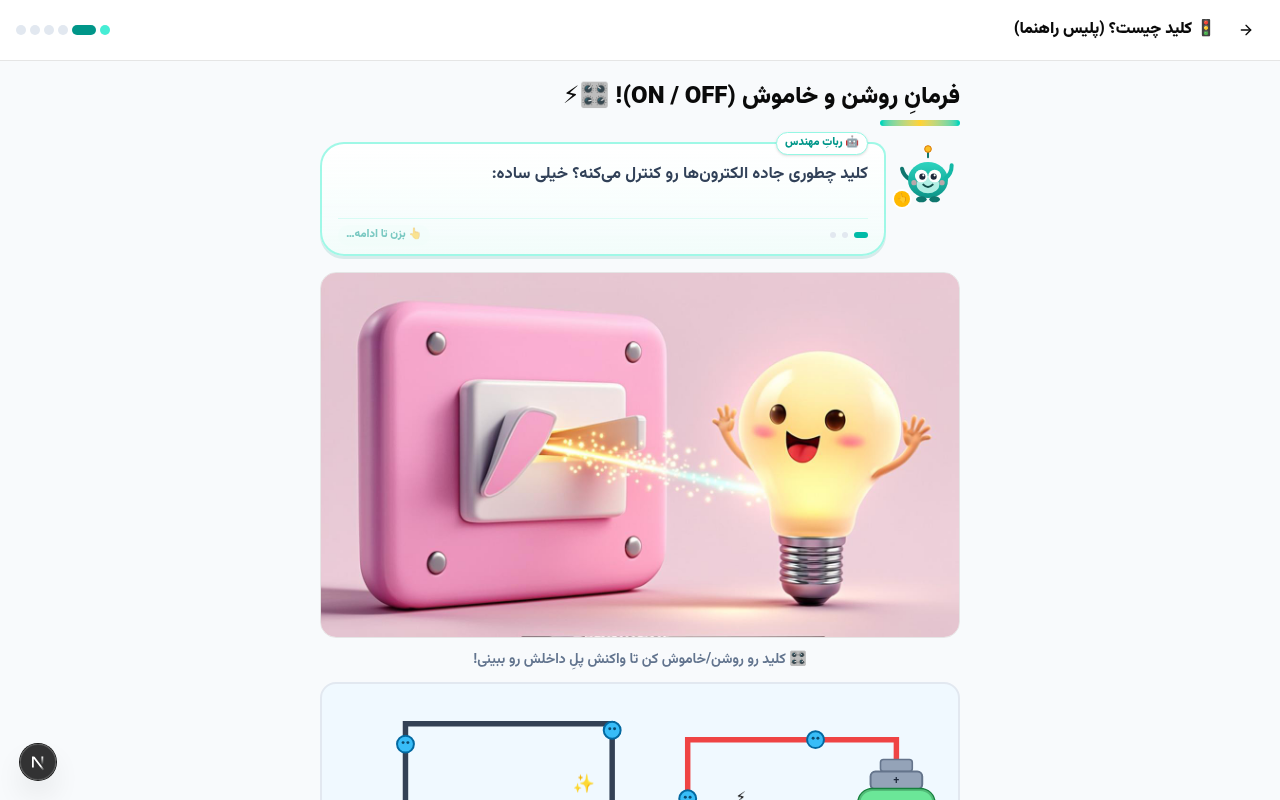 🚦 کلید چیست؟ (پلیس راهنما)
فرمانِ روشن و خاموش (ON / OFF)! 🎛️⚡
🤖 رباتِ مهندس
کلید چطوری جاده الکترون‌ها رو کنترل می‌کنه؟ خیلی ساده:
👆 بزن تا ادامه...
🎛️ کلید رو روشن/خاموش کن تا واکنش پلِ داخلش رو ببینی!
+
N